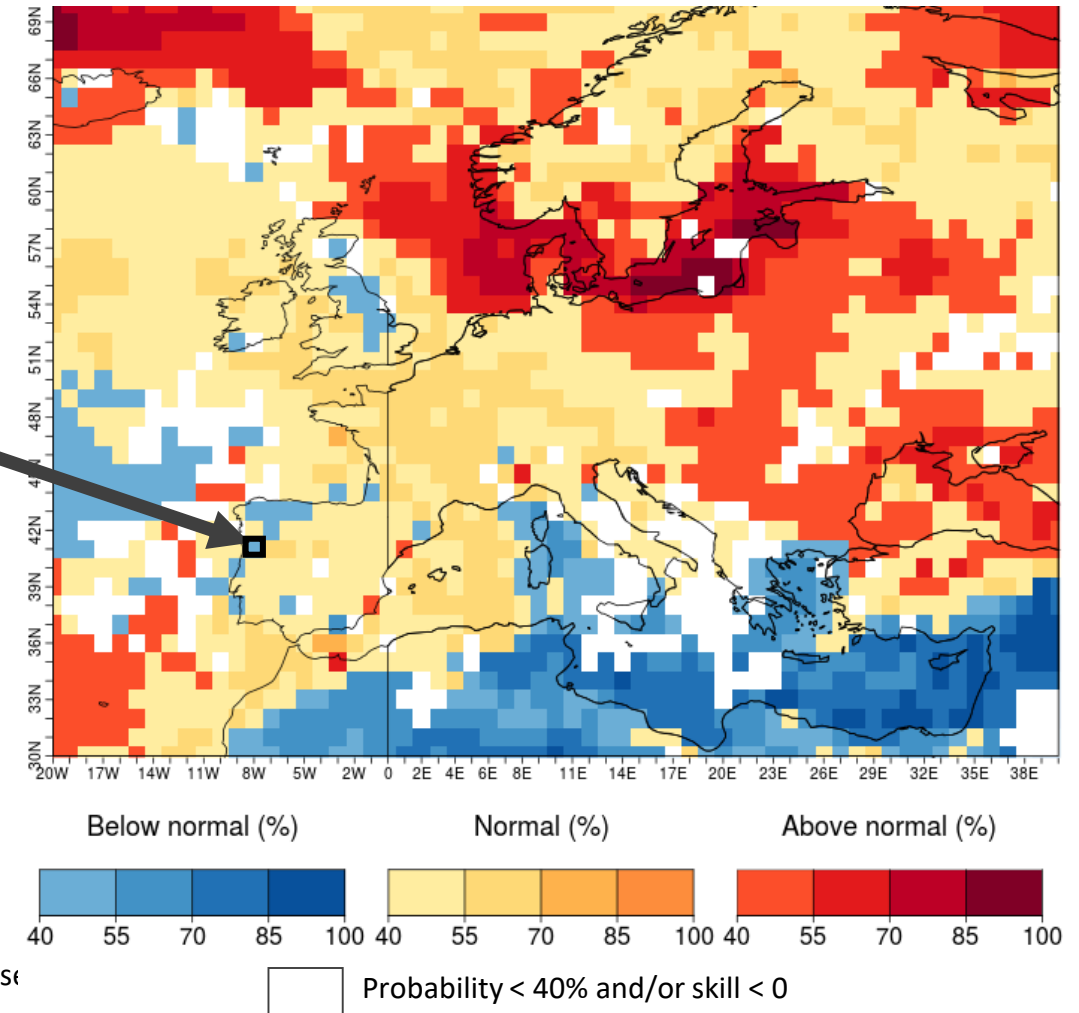 69N
66N
63N
60N
57N
54N
51N
48N
42N
39N
36N
33N
30N
20W 17W 14W 11W 8W 5W 2W 0 2E 4E 6E 8E 11E 14E 17E 20E 23E 26E 29E 32E 35E 38E
Below normal (%) Normal (%) Above normal (%)
40 55 70 85 100 40 55 70 85 100 40 55 70 85 100
Probability < 40% and/or skill < 0